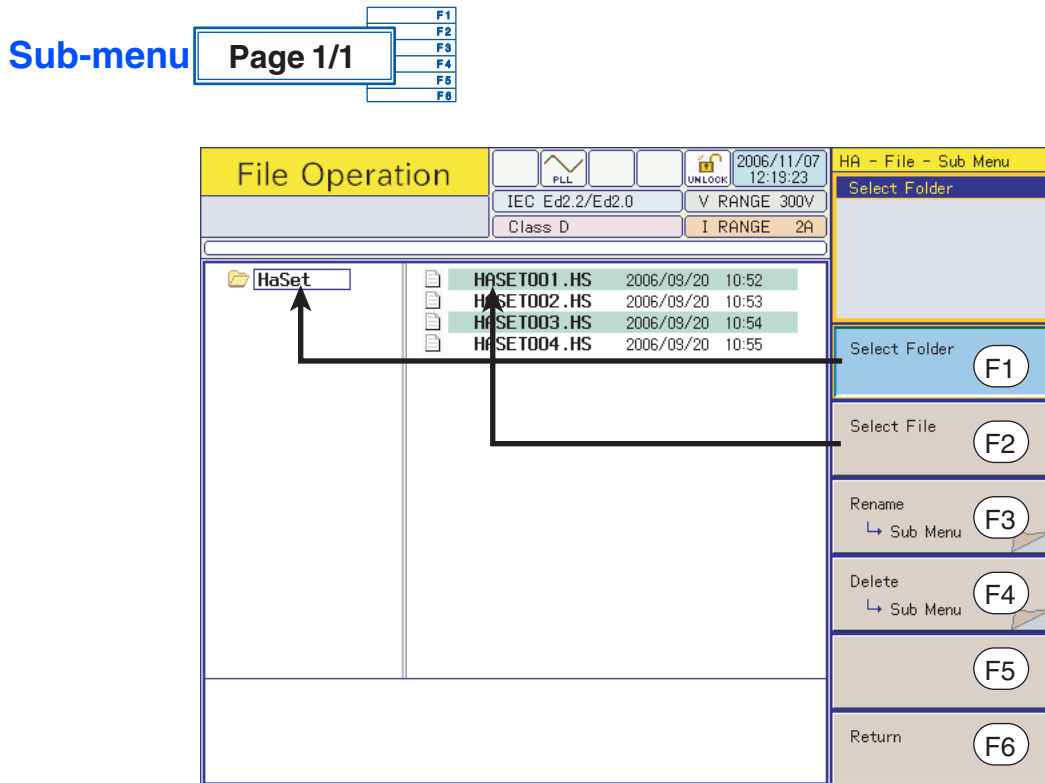 Sub-menu
Page 1/1
F1
F2
F3
F4
F5
F6
File Operation
PLL
UNLOCK
2006/11/07
12:19:23
IEC Ed2.2/Ed2.0
V RANGE 300V
Class D
I RANGE 2A
HA - File - Sub Menu
Select Folder
HaSet
HASET001.HS 2006/09/20 10:52
HASET002.HS 2006/09/20 10:53
HASET003.HS 2006/09/20 10:54
HASET004.HS 2006/09/20 10:55
Select Folder
F1
Select File
F2
Rename
↳ Sub Menu
F3
Delete
↳ Sub Menu
F4
F5
Return
F6